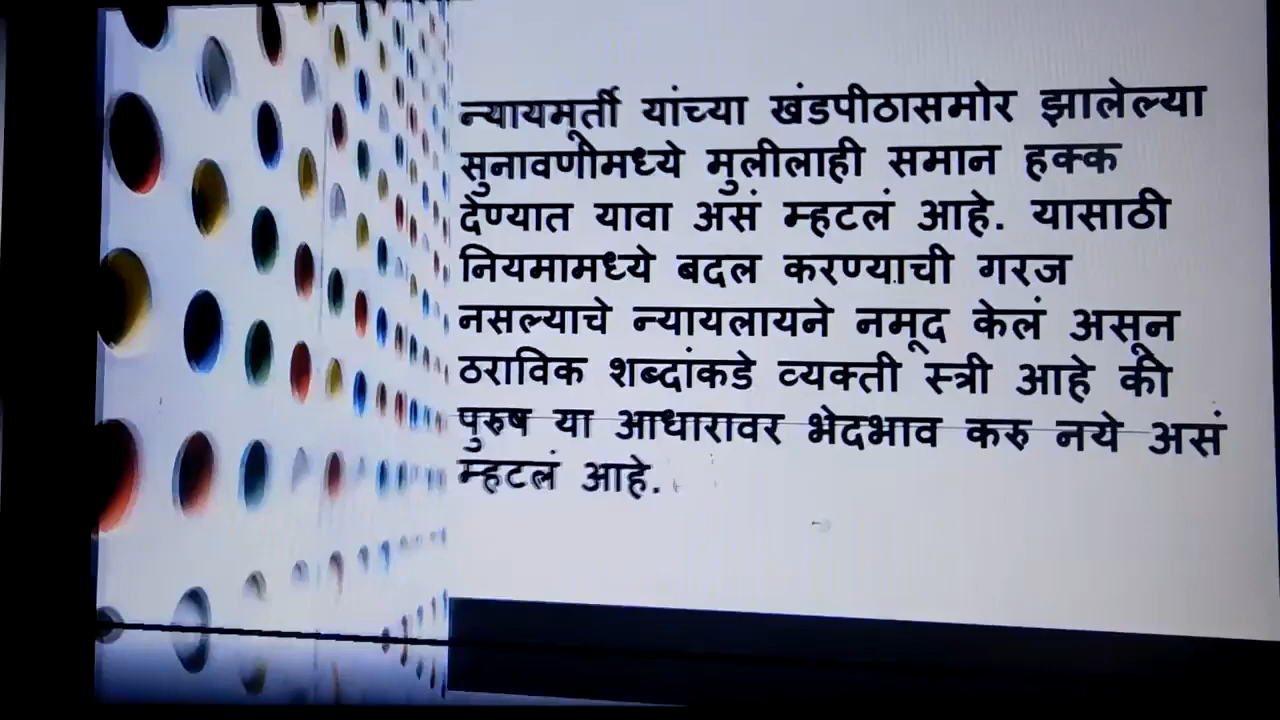 न्यायमूर्ती यांच्या खंडपीठासमोर झालेल्या
सुनावणीमध्ये मुलीलाही समान हक्क
देण्यात यावा असं म्हटलं आहे. यासाठी
नियमामध्ये बदल करण्याची गरज
नसल्याचे न्यायलायने नमूद केलं असून
ठराविक शब्दांकडे व्यक्ती स्त्री आहे की
पुरुष या आधारावर भेदभाव करु नये असं
म्हटलं आहे.